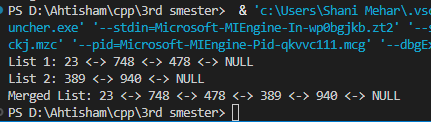 PS D:\Ahtisham\cpp\3rd smester>  & 'c:\Users\Shani Mehar\.vsc
uncher.exe' '--stdin=Microsoft-MIEngine-In-wp0bgjkb.zt2' '--s
ckj.mzc' '--pid=Microsoft-MIEngine-Pid-qkvvc111.mcg' '--dbgEx
List 1: 23 <-> 748 <-> 478 <-> NULL
List 2: 389 <-> 940 <-> NULL
Merged List: 23 <-> 748 <-> 478 <-> 389 <-> 940 <-> NULL
PS D:\Ahtisham\cpp\3rd smester>